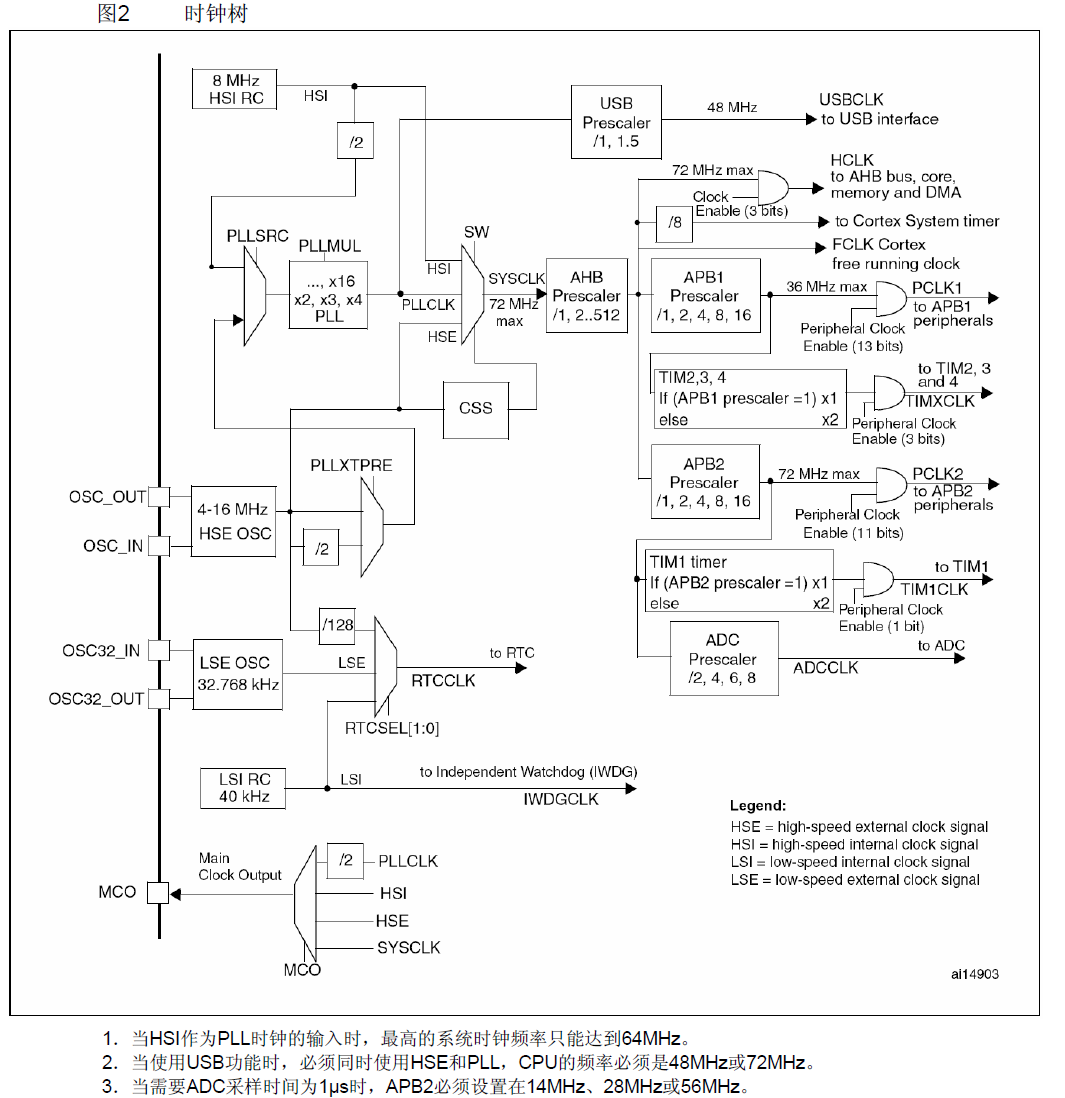 图2 时钟树
8 MHz
HSI RC
HSI
/2
USB
Prescaler
/1, 1.5
48 MHz
USBCLK
to USB interface
72 MHz max
Clock
Enable (3 bits)
HCLK
to AHB bus, core,
memory and DMA
/8
to Cortex System timer
FCLK Cortex
free running clock
PLLSRC
PLLMUL
..., x16
x2, x3, x4
PLL
SW
HSI
PLLCLK
HSE
SYSCLK
72 MHz
max
AHB
Prescaler
/1, 2..512
APB1
Prescaler
/1, 2, 4, 8, 16
36 MHz max
PCLK1
to APB1
peripherals
Peripheral Clock
Enable (13 bits)
TIM2,3, 4
If (APB1 prescaler =1) x1
else x2
to TIM2, 3
and 4
TIMXCLK
Peripheral Clock
Enable (3 bits)
CSS
PLLXTPRE
OSC_OUT
OSC_IN
4-16 MHz
HSE OSC
/2
APB2
Prescaler
/1, 2, 4, 8, 16
72 MHz max
PCLK2
to APB2
peripherals
Peripheral Clock
Enable (11 bits)
TIM1 timer
If (APB2 prescaler =1) x1
else x2
to TIM1
TIM1CLK
Peripheral Clock
Enable (1 bit)
/128
OSC32_IN
OSC32_OUT
LSE OSC
32.768 kHz
LSE
to RTC
RTCCLK
RTCSEL[1:0]
ADC
Prescaler
/2, 4, 6, 8
to ADC
ADCCLK
LSI RC
40 kHz
LSI
to Independent Watchdog (IWDG)
IWDGCLK
Legend:
HSE = high-speed external clock signal
HSI = high-speed internal clock signal
LSI = low-speed internal clock signal
LSE = low-speed external clock signal
MCO
Main
Clock Output
/2
PLLCLK
HSI
HSE
SYSCLK
MCO
ai14903
1. 当HSI作为PLL时钟的输入时，最高的系统时钟频率只能达到64MHz。
2. 当使用USB功能时，必须同时使用HSE和PLL，CPU的频率必须是48MHz或72MHz。
3. 当需要ADC采样时间为1μs时，APB2必须设置在14MHz、28MHz或56MHz。